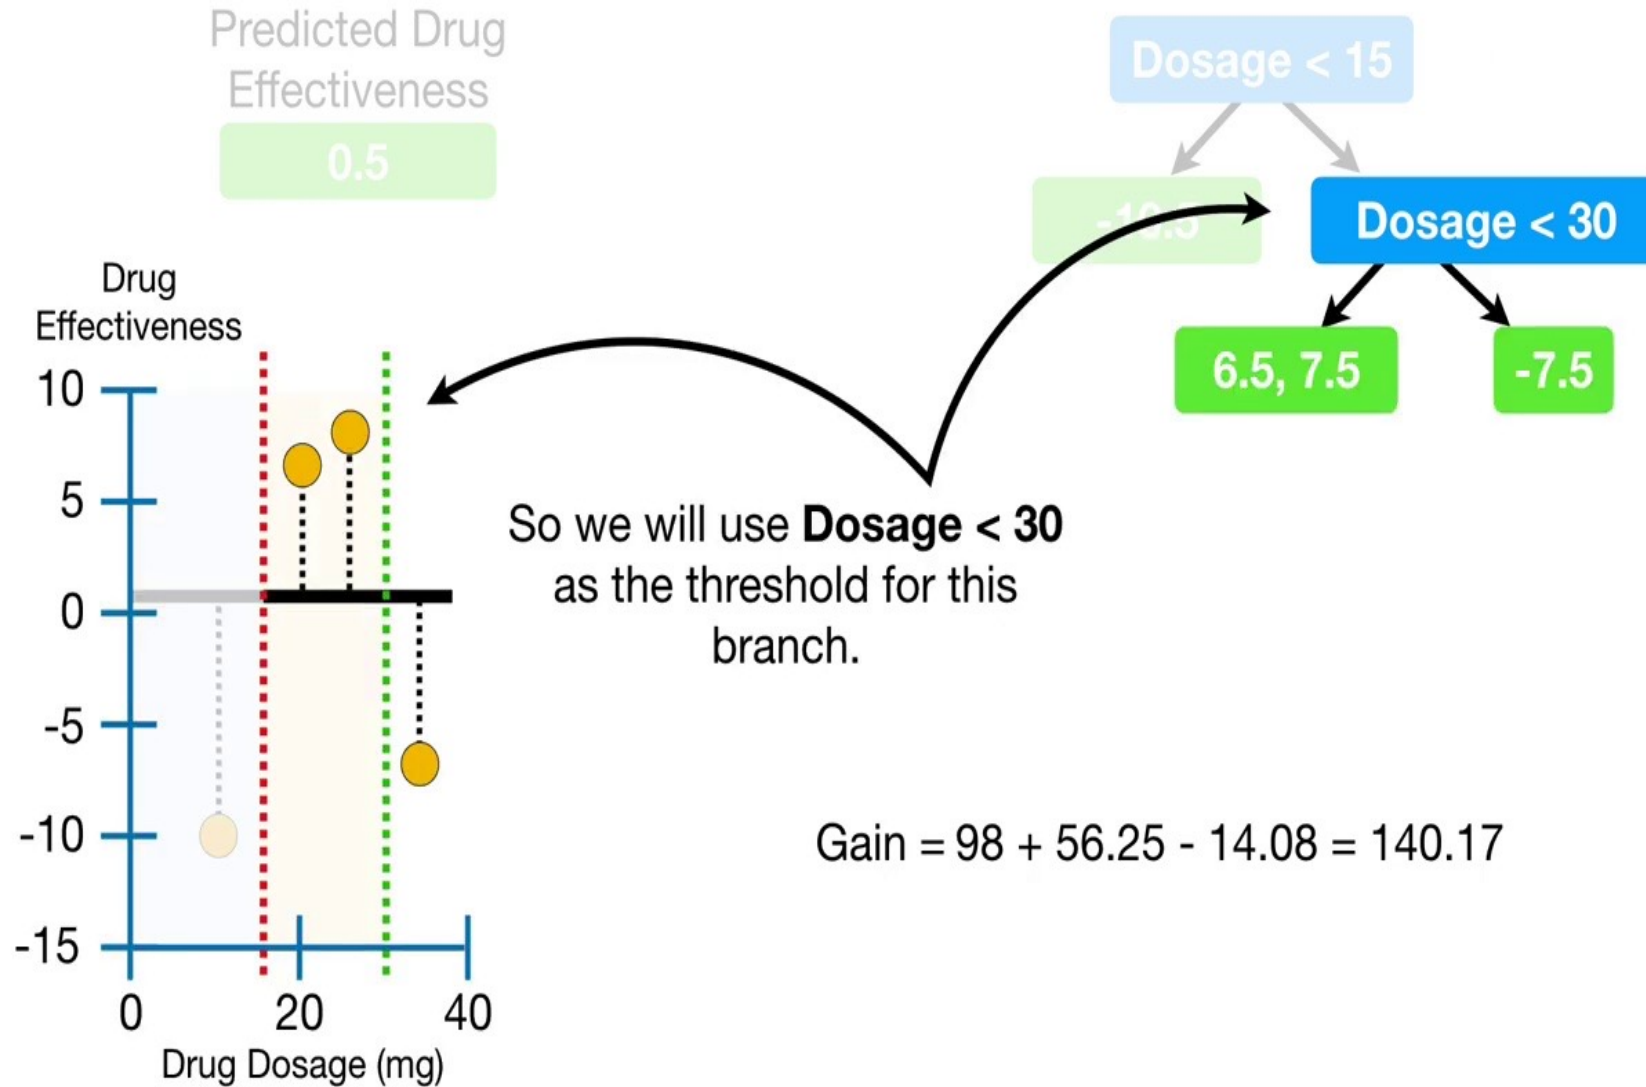 Predicted Drug
Effectiveness
0.5
Dosage < 15
-10.5
Dosage < 30
6.5, 7.5
-7.5
Drug
Effectiveness
10
5
0
-5
-10
-15
0
20
40
Drug Dosage (mg)
So we will use Dosage < 30
as the threshold for this
branch.
Gain = 98 + 56.25 - 14.08 = 140.17